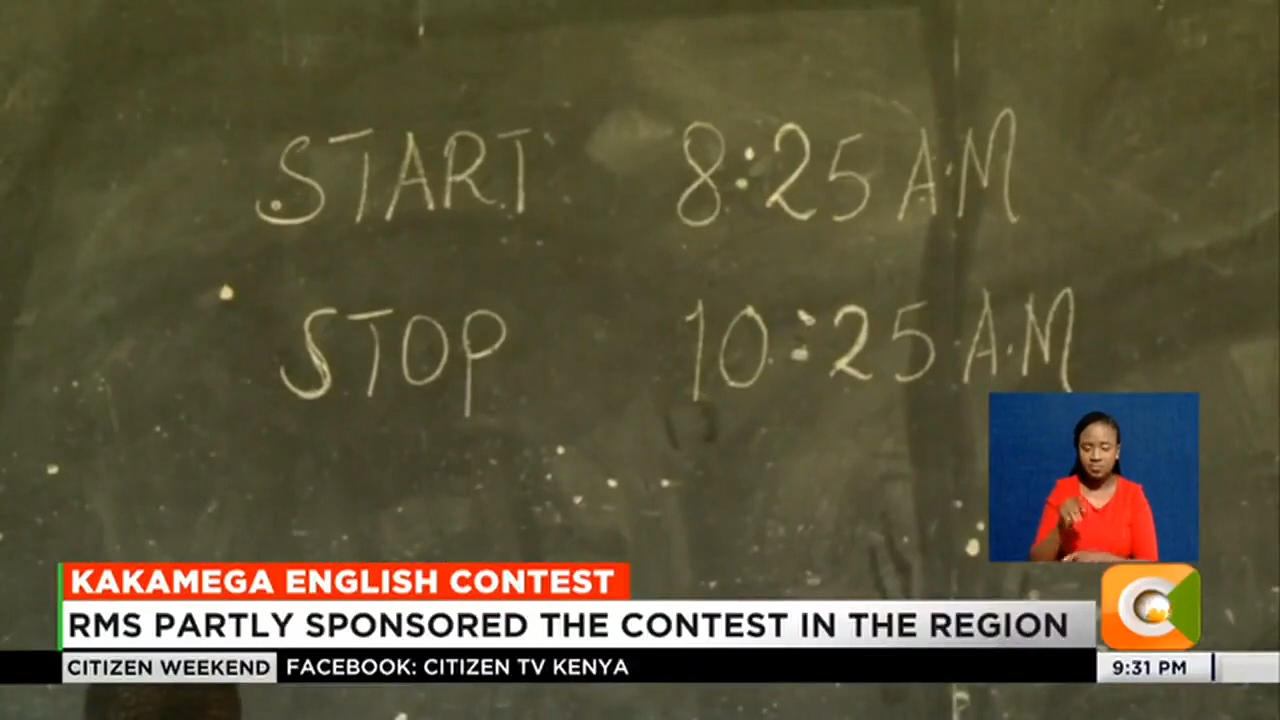 START 8:25 A.M
STOP 10:25 A.M
KAKAMEGA ENGLISH CONTEST
RMS PARTLY SPONSORED THE CONTEST IN THE REGION
CITIZEN WEEKEND FACEBOOK: CITIZEN TV KENYA 9:31 PM